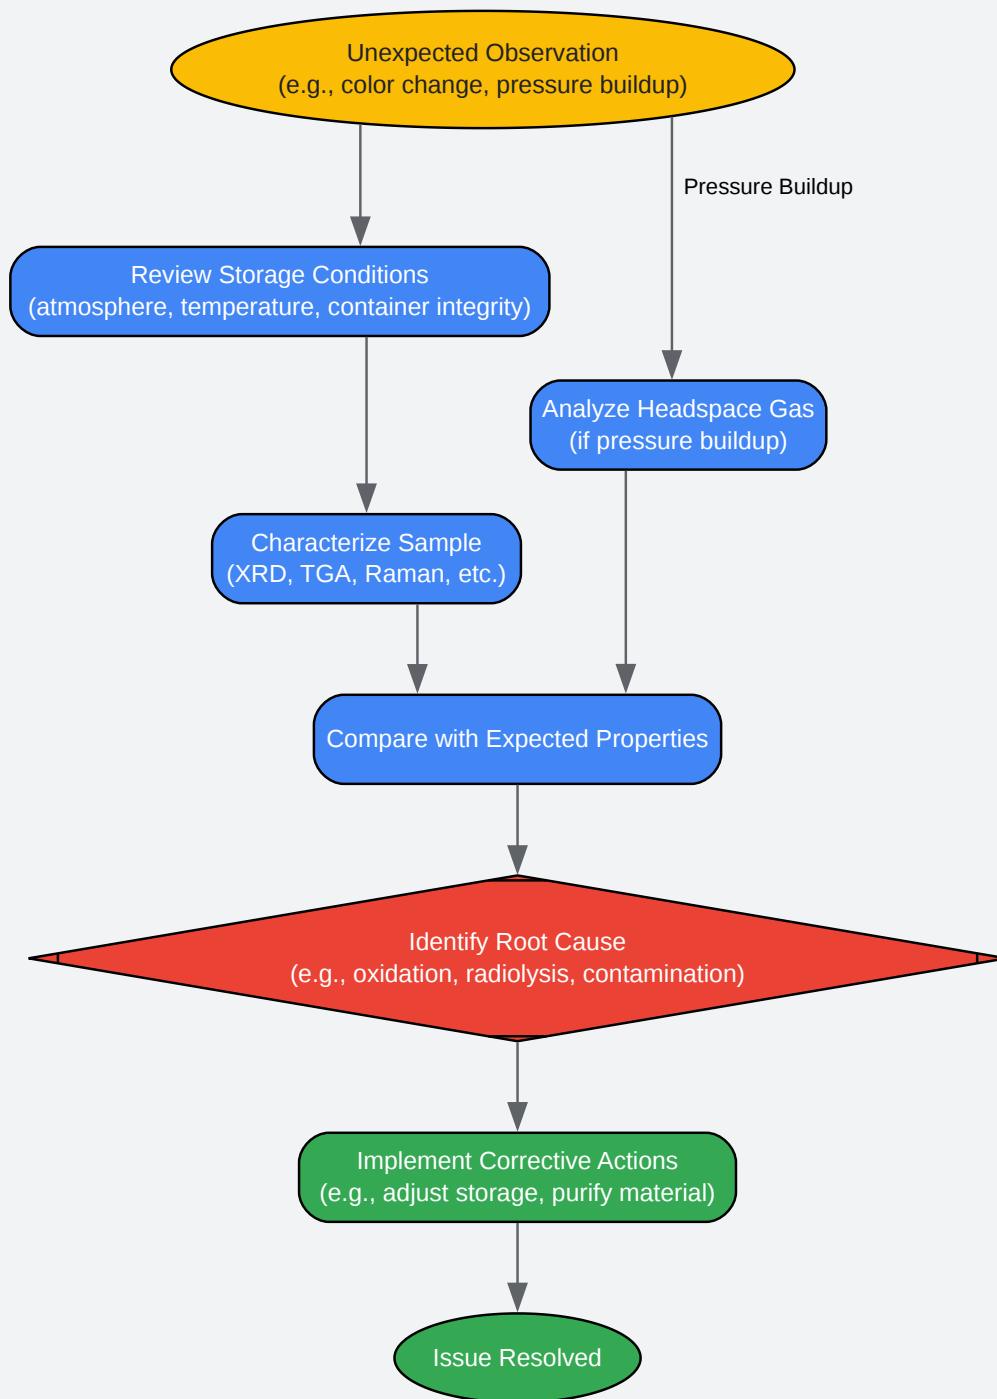 Unexpected Observation
(e.g., color change, pressure buildup)
Pressure Buildup
Review Storage Conditions
(atmosphere, temperature, container integrity)
Analyze Headspace Gas
(if pressure buildup)
Characterize Sample
(XRD, TGA, Raman, etc.)
Compare with Expected Properties
Identify Root Cause
(e.g., oxidation, radiolysis, contamination)
Implement Corrective Actions
(e.g., adjust storage, purify material)
Issue Resolved